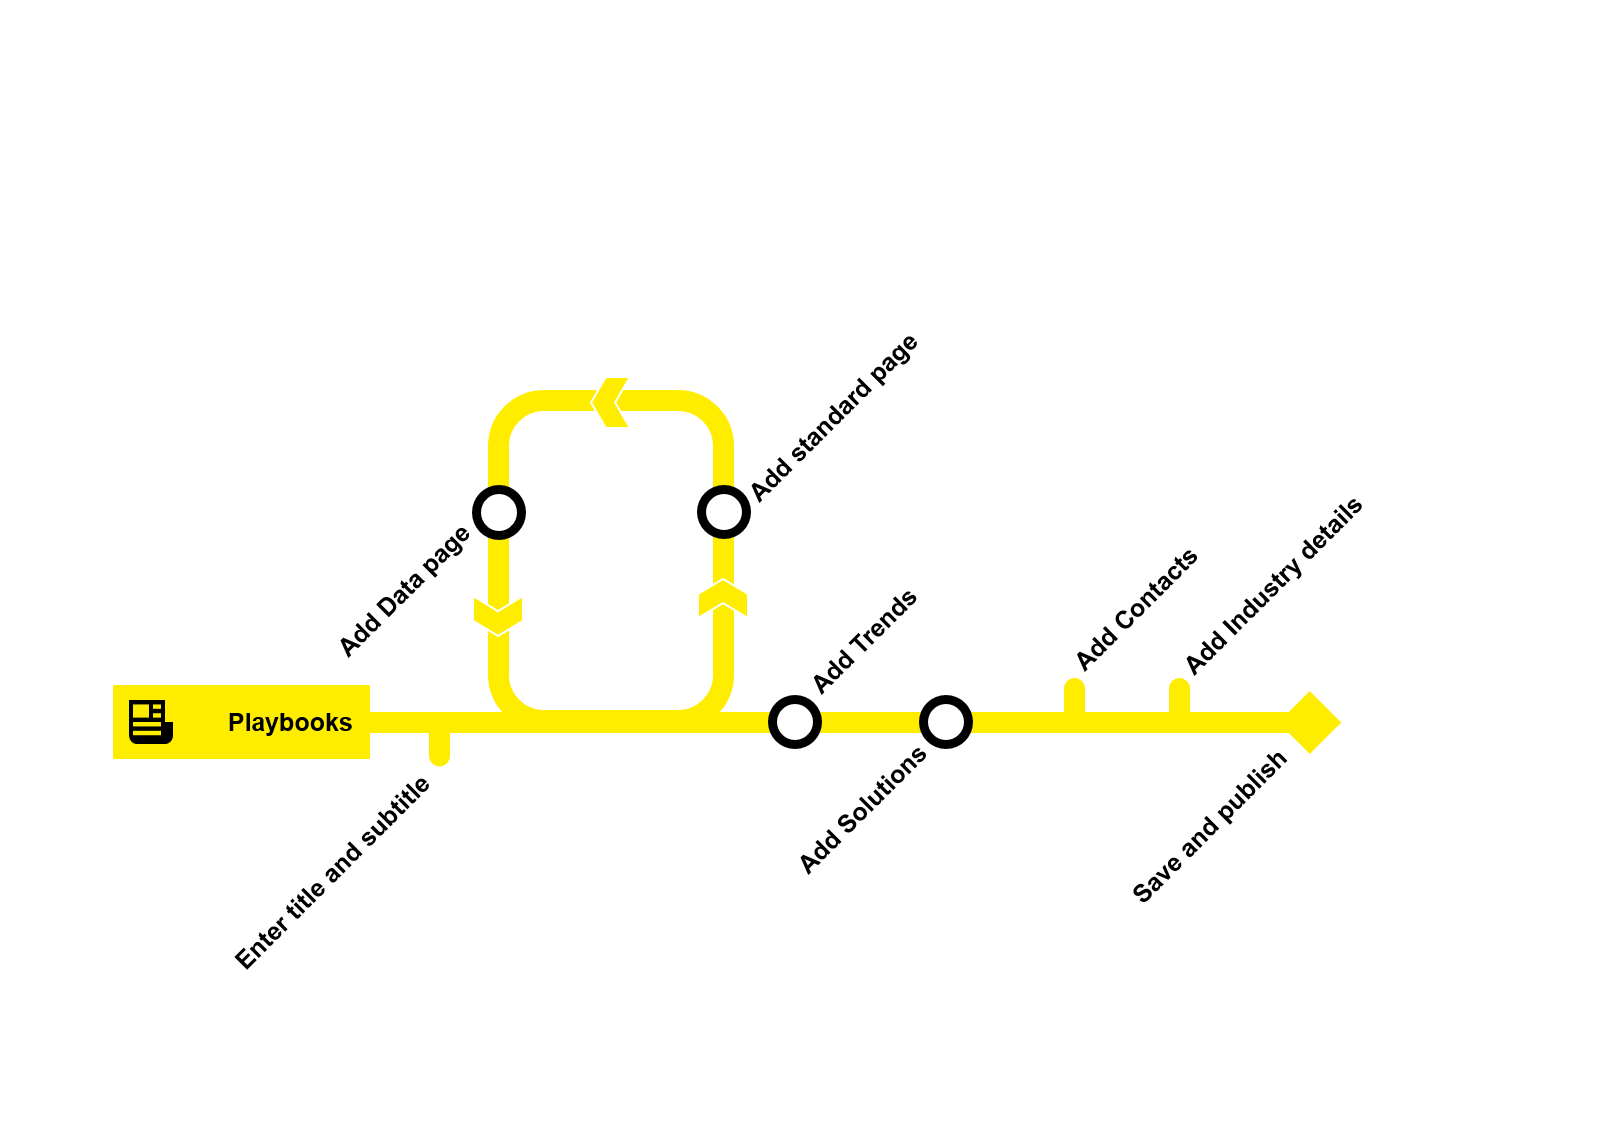 Playbooks
Enter title and subtitle
Add Data page
Add standard page
Add Trends
Add Solutions
Add Contacts
Add Industry details
Save and publish